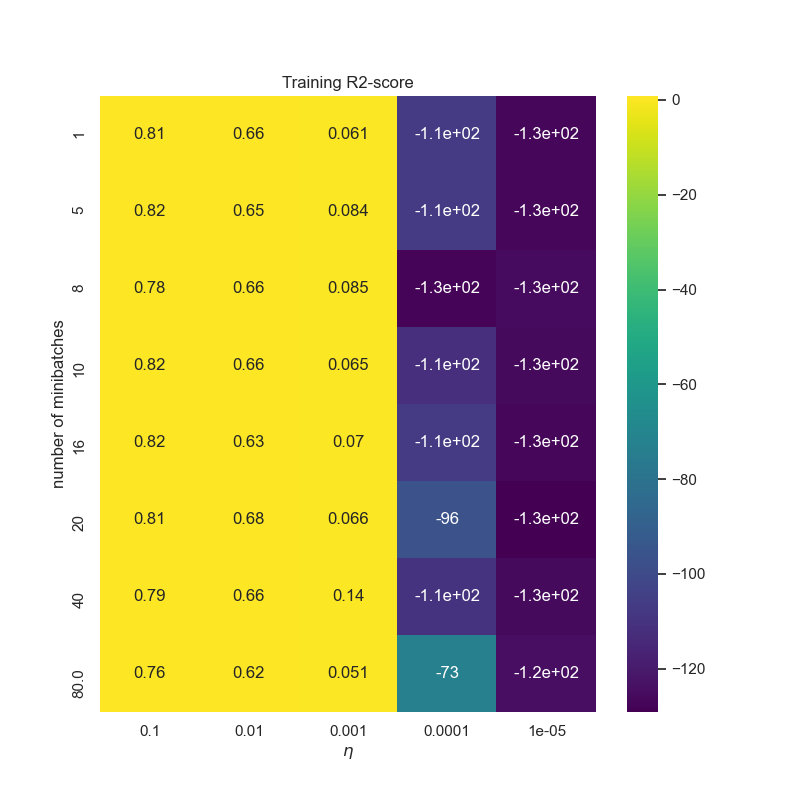 Training R2-score
number of minibatches
1 0.81 0.66 0.061 -1.1e+02 -1.3e+02
5 0.82 0.65 0.084 -1.1e+02 -1.3e+02
8 0.78 0.66 0.085 -1.3e+02 -1.3e+02
10 0.82 0.66 0.065 -1.1e+02 -1.3e+02
16 0.82 0.63 0.07 -1.1e+02 -1.3e+02
20 0.81 0.68 0.066 -96 -1.3e+02
40 0.79 0.66 0.14 -1.1e+02 -1.3e+02
80.0 0.76 0.62 0.051 -73 -1.2e+02
0.1 0.01 0.001 0.0001 1e-05
η
0
−20
−40
−60
−80
−100
−120